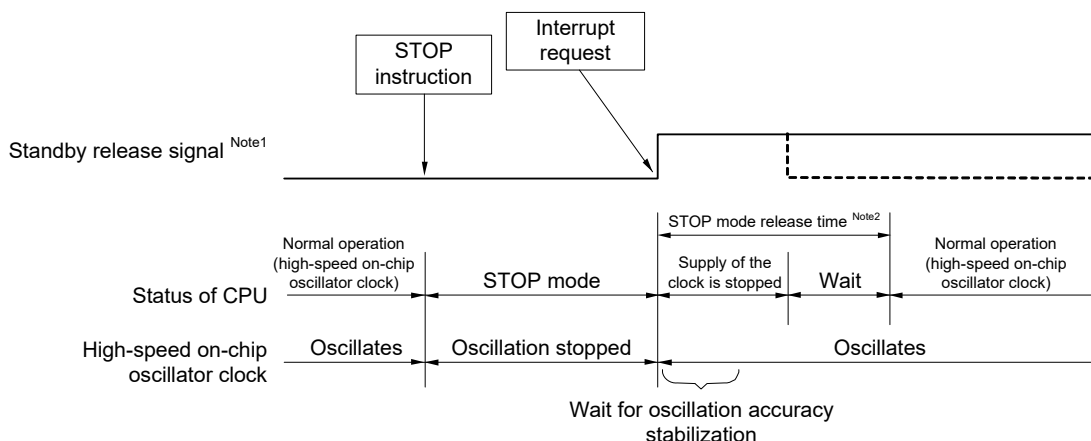 STOP
instruction
Interrupt
request
Standby release signal Note1
STOP mode release time Note2
Normal operation
(high-speed on-chip
oscillator clock)
Supply of the
clock is stopped
Normal operation
(high-speed on-chip
oscillator clock)
Status of CPU
STOP mode
Wait
High-speed on-chip
oscillator clock
Oscillates
Oscillation stopped
Oscillates
Wait for oscillation accuracy
stabilization